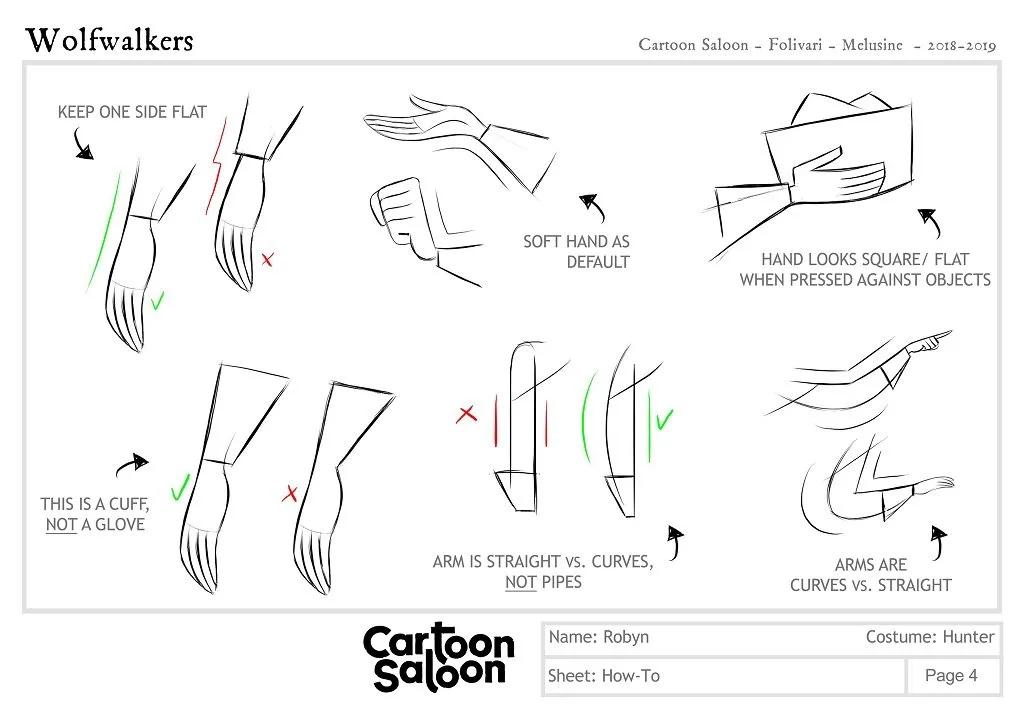 Wolfwalkers
Cartoon Saloon - Folivari - Melusine - 2018-2019
KEEP ONE SIDE FLAT
SOFT HAND AS
DEFAULT
HAND LOOKS SQUARE/ FLAT
WHEN PRESSED AGAINST OBJECTS
THIS IS A CUFF,
NOT A GLOVE
ARM IS STRAIGHT vs. CURVES,
NOT PIPES
ARMS ARE
CURVES vs. STRAIGHT
Cartoon
Saloon
Name: Robyn
Costume: Hunter
Sheet: How-To
Page 4